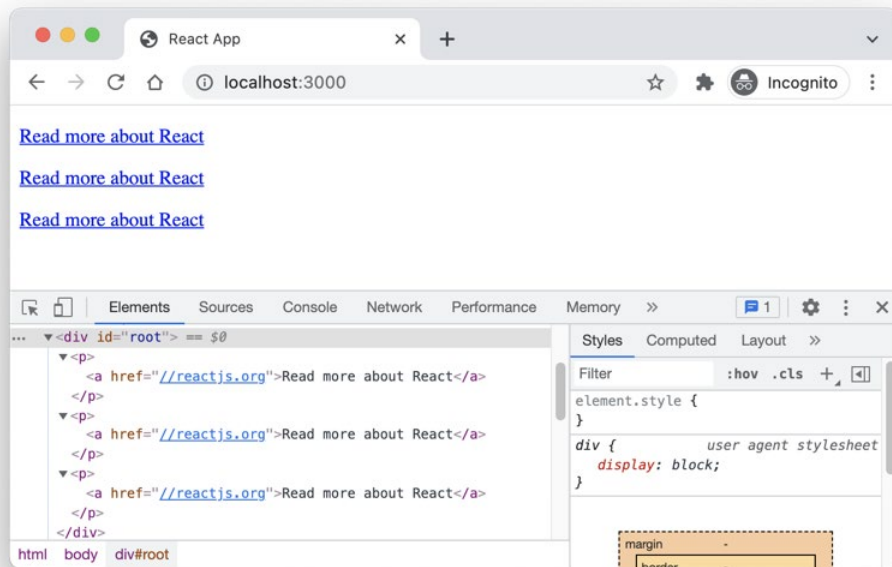 React App
localhost:3000
Incognito
Read more about React
Read more about React
Read more about React
Elements Sources Console Network Performance Memory » 1
... ▼<div id="root"> == $0
▼<p>
<a href="//reactjs.org">Read more about React</a>
</p>
▼<p>
<a href="//reactjs.org">Read more about React</a>
</p>
▼<p>
<a href="//reactjs.org">Read more about React</a>
</p>
</div>
html body div#root
Styles Computed Layout »
Filter :hov .cls +
element.style {
}
div { user agent stylesheet
display: block;
}
margin -
border -